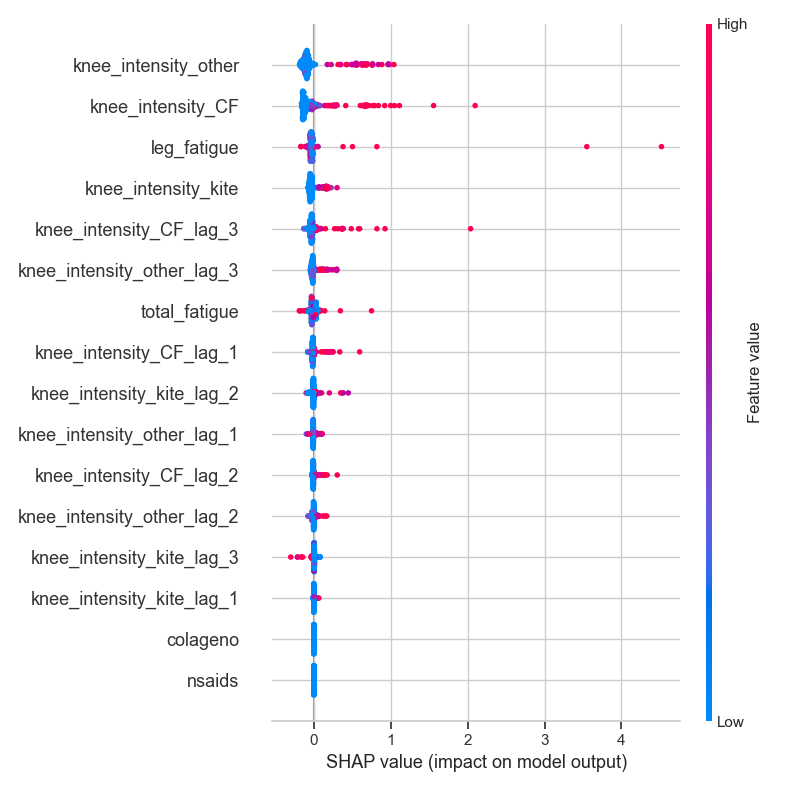 High
knee_intensity_other
knee_intensity_CF
leg_fatigue
knee_intensity_kite
knee_intensity_CF_lag_3
knee_intensity_other_lag_3
total_fatigue
knee_intensity_CF_lag_1
knee_intensity_kite_lag_2
knee_intensity_other_lag_1
knee_intensity_CF_lag_2
knee_intensity_other_lag_2
knee_intensity_kite_lag_3
knee_intensity_kite_lag_1
colageno
nsaids
Feature value
Low
0 1 2 3 4
SHAP value (impact on model output)